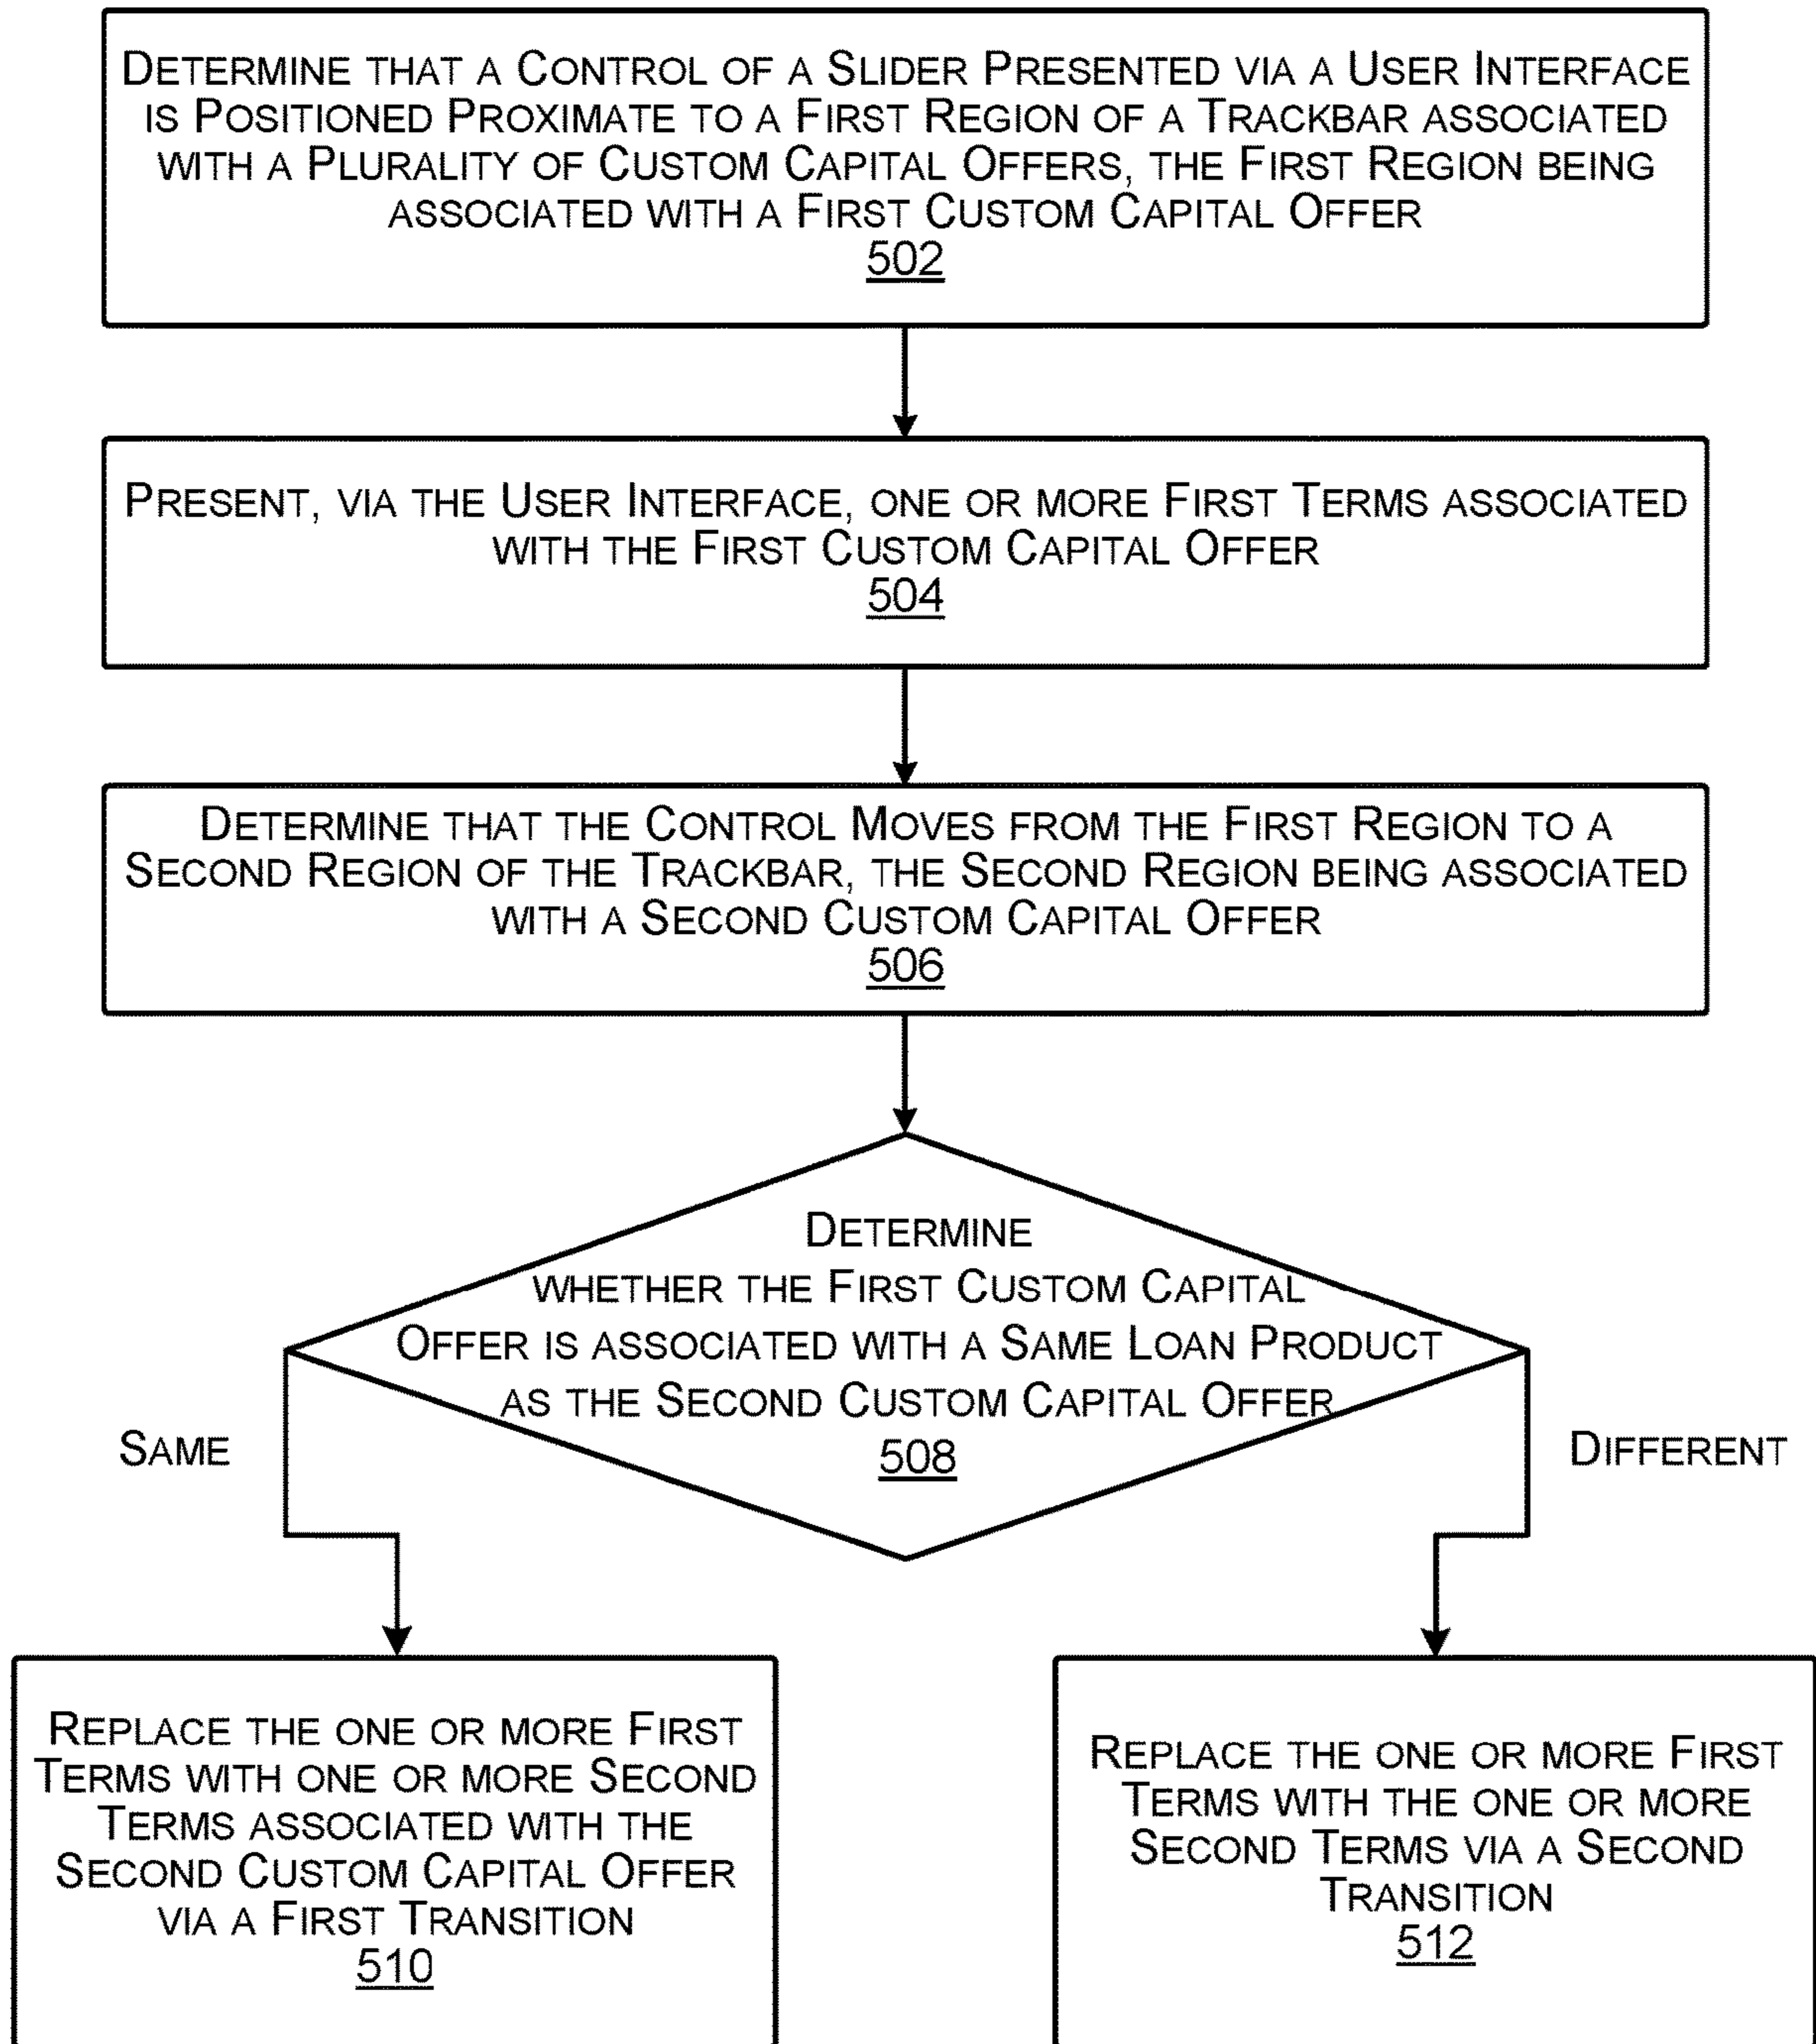 DETERMINE THAT A CONTROL OF A SLIDER PRESENTED VIA A USER INTERFACE
IS POSITIONED PROXIMATE TO A FIRST REGION OF A TRACKBAR ASSOCIATED
WITH A PLURALITY OF CUSTOM CAPITAL OFFERS, THE FIRST REGION BEING
ASSOCIATED WITH A FIRST CUSTOM CAPITAL OFFER
502
PRESENT, VIA THE USER INTERFACE, ONE OR MORE FIRST TERMS ASSOCIATED
WITH THE FIRST CUSTOM CAPITAL OFFER
504
DETERMINE THAT THE CONTROL MOVES FROM THE FIRST REGION TO A
SECOND REGION OF THE TRACKBAR, THE SECOND REGION BEING ASSOCIATED
WITH A SECOND CUSTOM CAPITAL OFFER
506
DETERMINE
WHETHER THE FIRST CUSTOM CAPITAL
OFFER IS ASSOCIATED WITH A SAME LOAN PRODUCT
AS THE SECOND CUSTOM CAPITAL OFFER
508
SAME
DIFFERENT
REPLACE THE ONE OR MORE FIRST
TERMS WITH ONE OR MORE SECOND
TERMS ASSOCIATED WITH THE
SECOND CUSTOM CAPITAL OFFER
VIA A FIRST TRANSITION
510
REPLACE THE ONE OR MORE FIRST
TERMS WITH THE ONE OR MORE
SECOND TERMS VIA A SECOND
TRANSITION
512